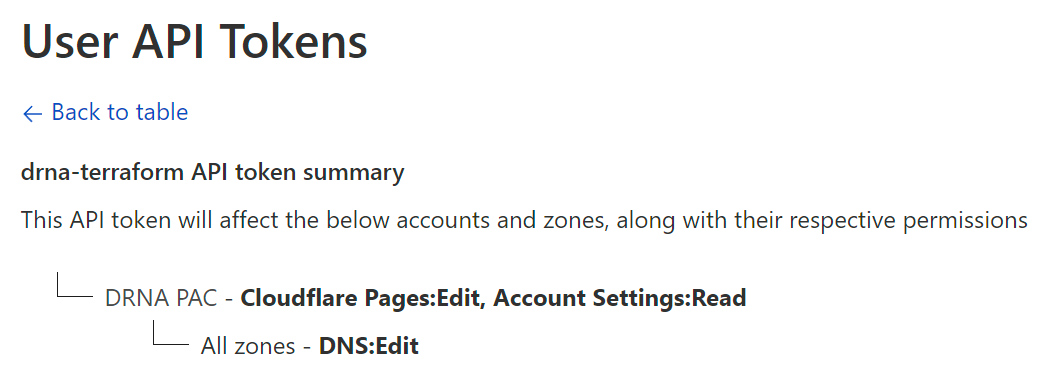 User API Tokens
← Back to table
drna-terraform API token summary
This API token will affect the below accounts and zones, along with their respective permissions
DRNA PAC - Cloudflare Pages:Edit, Account Settings:Read
All zones - DNS:Edit